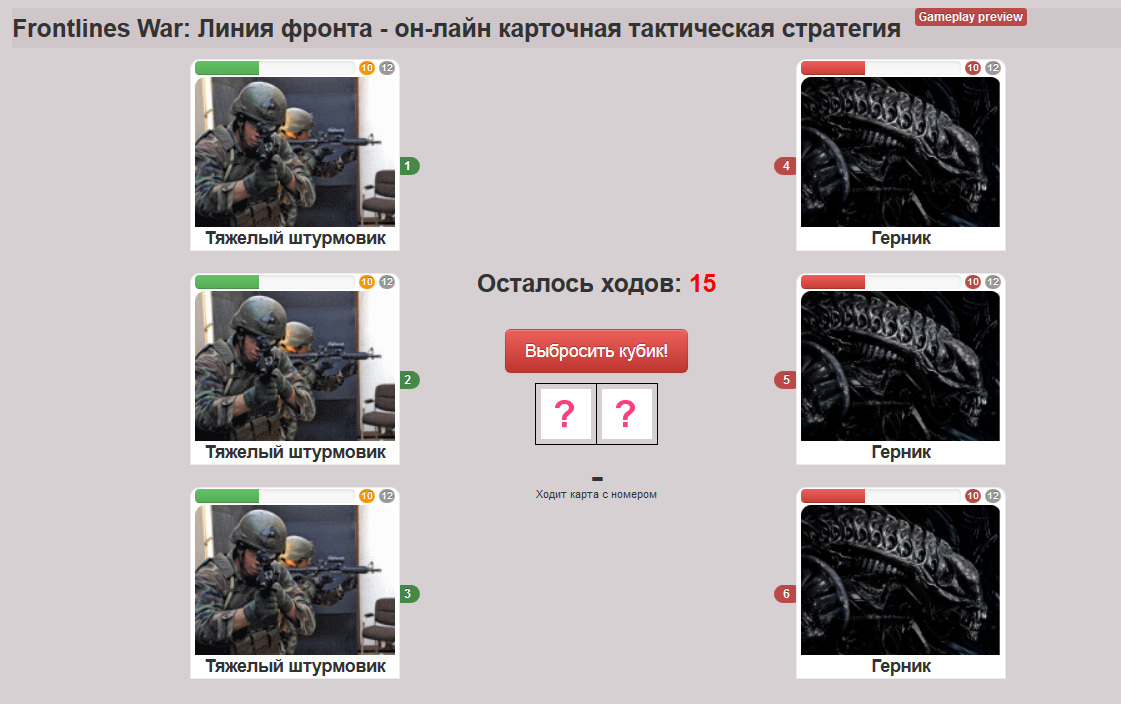 Frontlines War: Линия фронта - он-лайн карточная тактическая стратегия Gameplay preview
10 12
1
Тяжелый штурмовик
10 12
4
Герник
10 12
2
Тяжелый штурмовик
Осталось ходов: 15
Выбросить кубик!
? ?
-
Ходит карта с номером
10 12
5
Герник
10 12
3
Тяжелый штурмовик
10 12
6
Герник